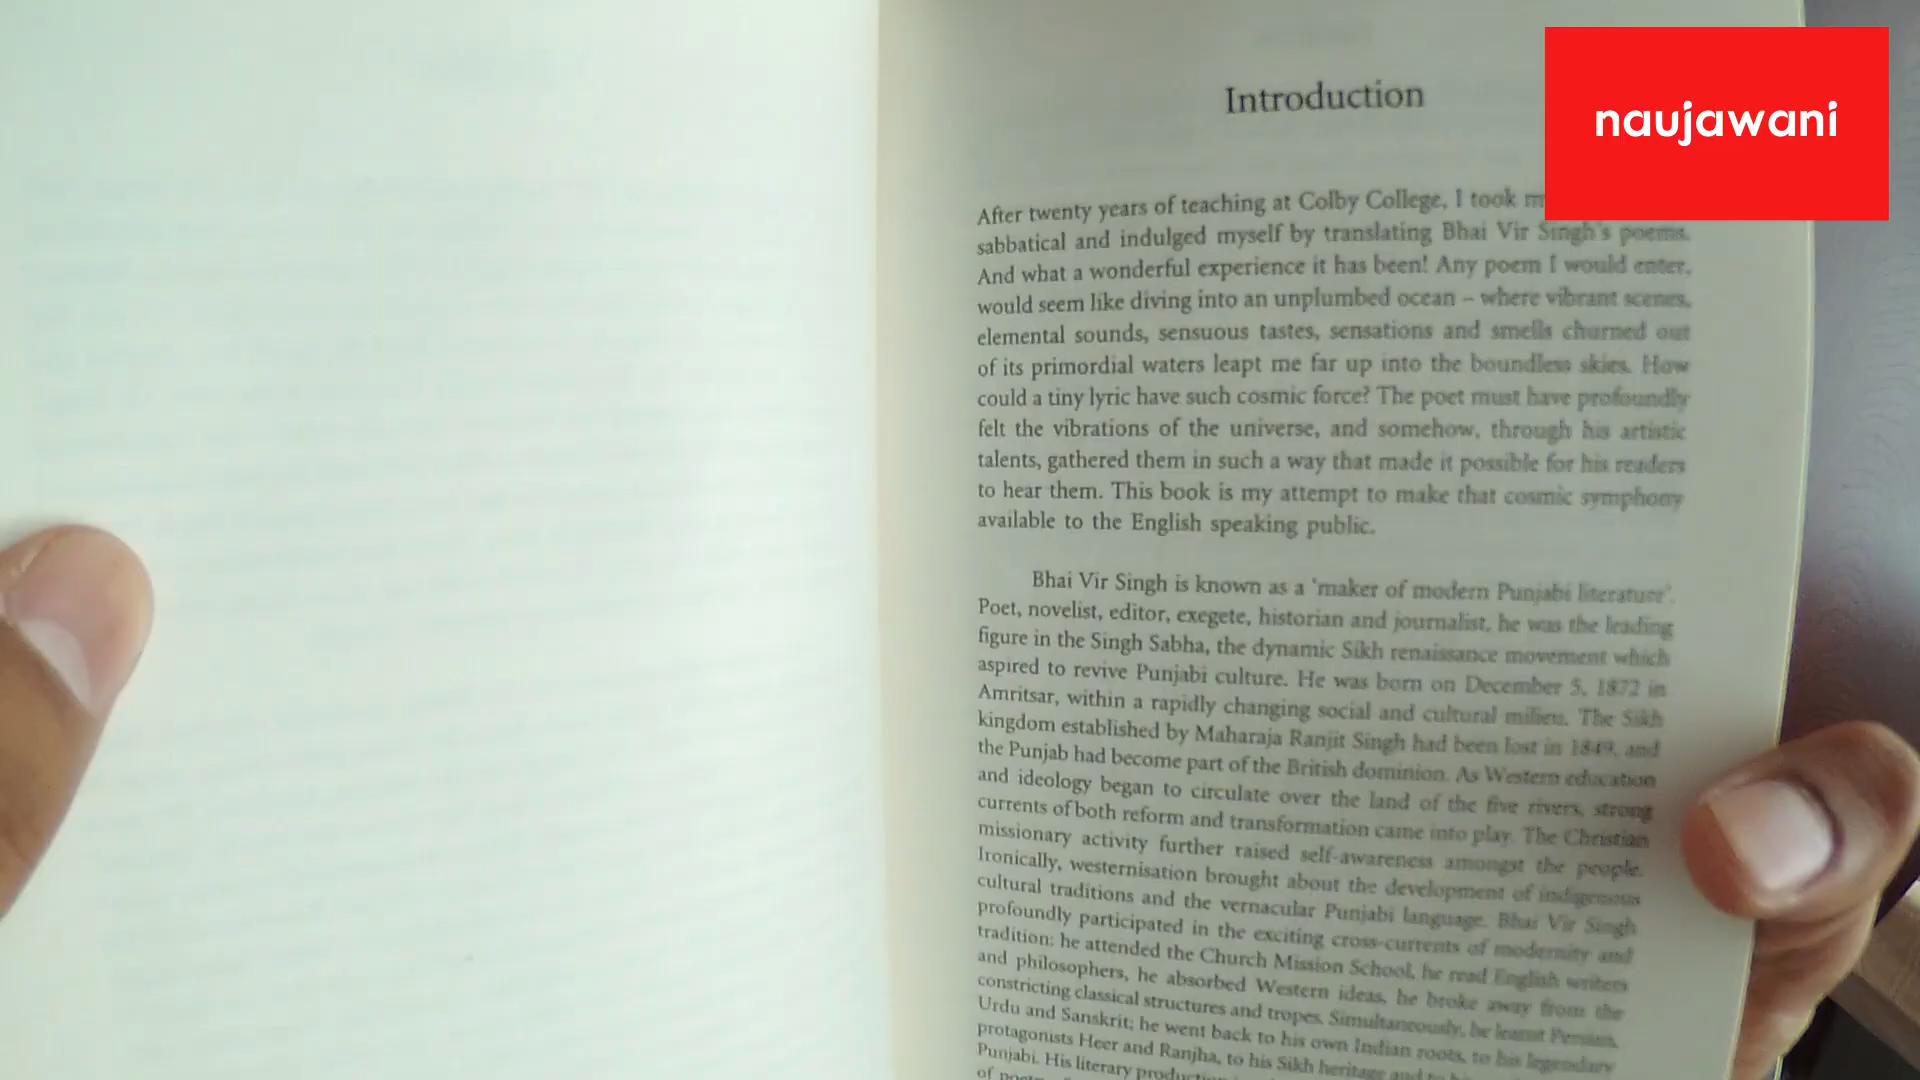 Introduction
naujawani
After twenty years of teaching at Colby College, I took
sabbatical and indulged myself by translating Bhai Vir Singh's poems.
And what a wonderful experience it has been! Any poem I would enter,
would seem like diving into an unplumbed ocean – where vibrant scenes,
elemental sounds, sensuous tastes, sensations and smells churned out
of its primordial waters leapt me far up into the boundless skies. How
could a tiny lyric have such cosmic force? The poet must have profoundly
felt the vibrations of the universe, and somehow, through his artistic
talents, gathered them in such a way that made it possible for his readers
to hear them. This book is my attempt to make that cosmic symphony
available to the English speaking public.
Bhai Vir Singh is known as a 'maker of modern Punjabi literature'.
Poet, novelist, editor, exegete, historian and journalist, he was the leading
figure in the Singh Sabha, the dynamic Sikh renaissance movement which
aspired to revive Punjabi culture. He was born on December 5, 1872 in
Amritsar, within a rapidly changing social and cultural milieu. The Sikh
kingdom established by Maharaja Ranjit Singh had been lost in 1849, and
the Punjab had become part of the British dominion. As Western education
and ideology began to circulate over the land of the five rivers, strong
currents of both reform and transformation came into play. The Christian
missionary activity further raised self-awareness amongst the people.
Ironically, westernisation brought about the development of indigenous
cultural traditions and the vernacular Punjabi language. Bhai Vir Singh
profoundly participated in the exciting cross-currents of modernity and
tradition: he attended the Church Mission School, he read English writers
and philosophers, he absorbed Western ideas, he broke away from the
constricting classical structures and tropes. Simultaneously, he learnt Persian,
Urdu and Sanskrit; he went back to his own Indian roots, to his legendary
protagonists Heer and Ranjha, to his Sikh heritage and to
Punjabi. His literary
of